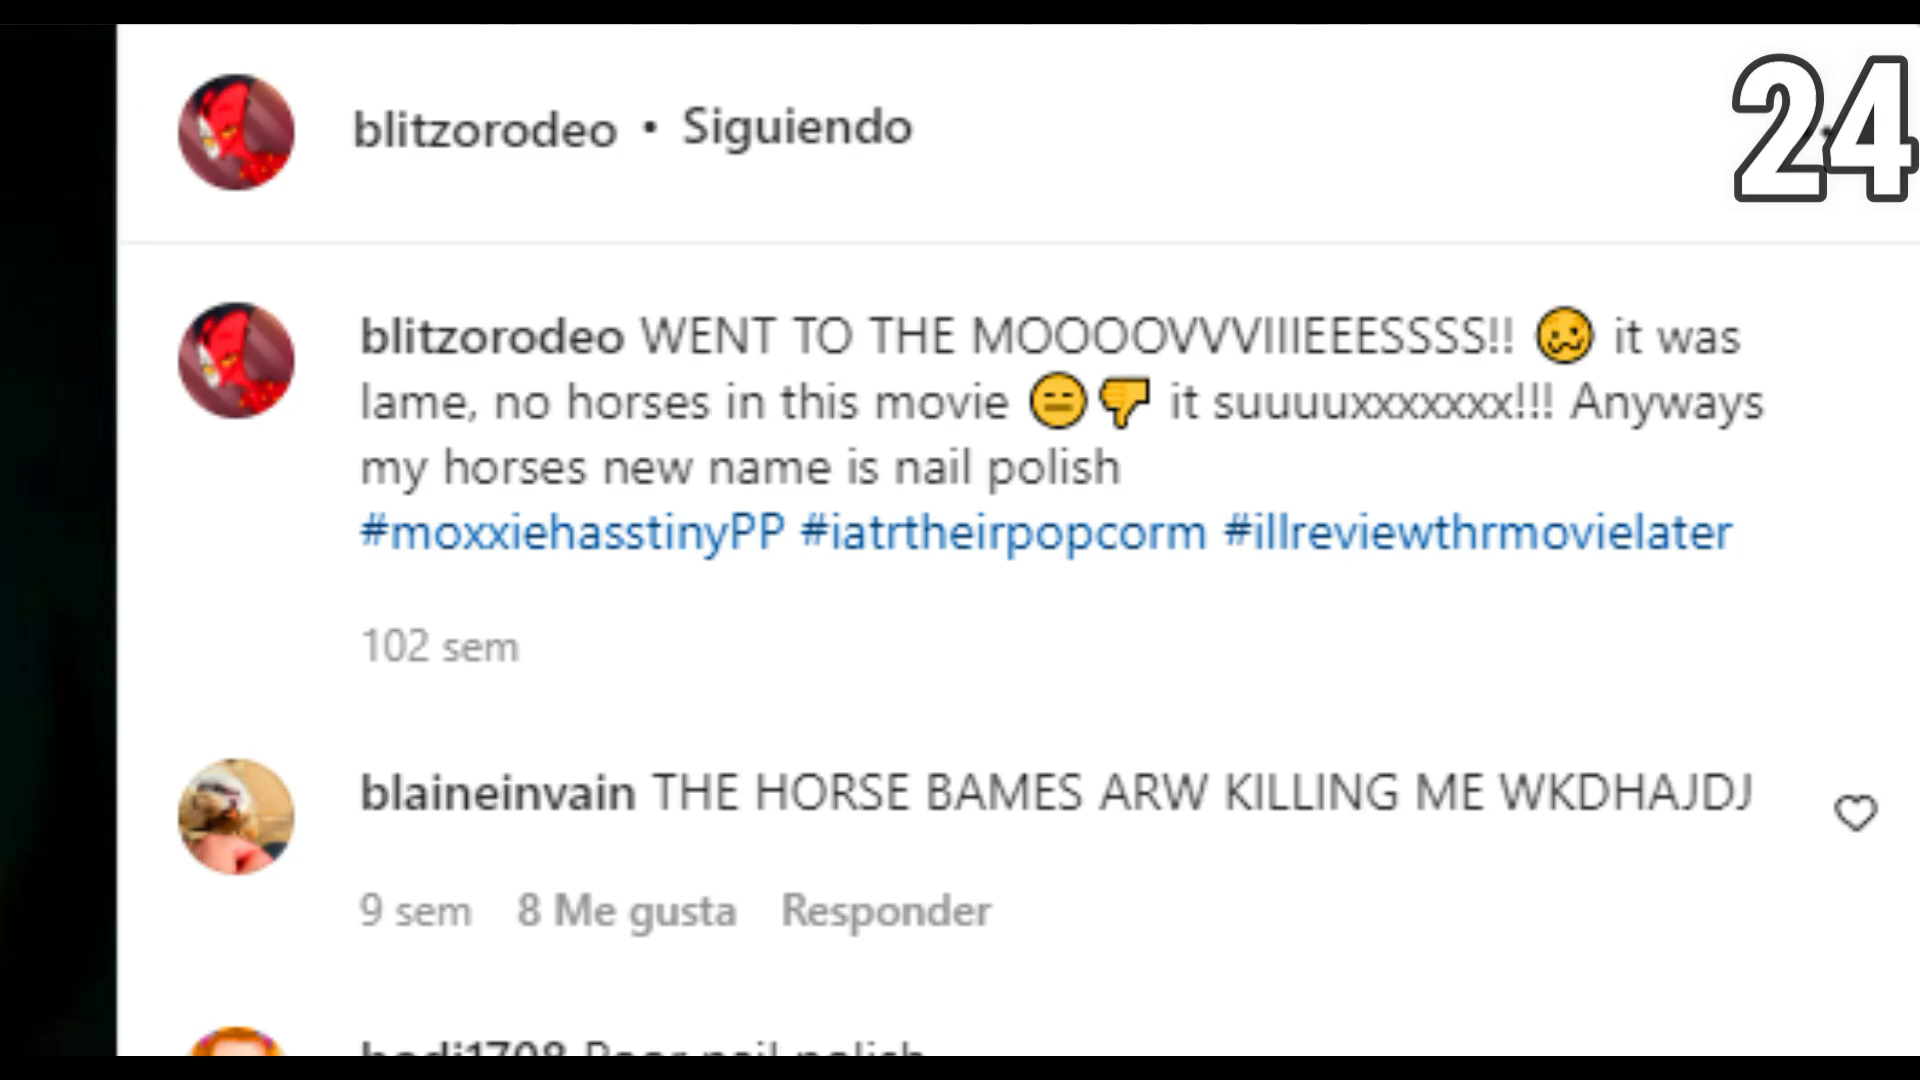 24
blitzorodeo • Siguiendo
blitzorodeo WENT TO THE MOOOOVVVIIIEEESSSS!! 🥴 it was
lame, no horses in this movie 😑👎 it suuuuxxxxxxx!!! Anyways
my horses new name is nail polish
#moxxiehasstinyPP #iatrtheirpopcorm #illreviewthrmovielater
102 sem
blaineinvain THE HORSE BAMES ARW KILLING ME WKDHAJDJ
9 sem 8 Me gusta Responder
nail polish